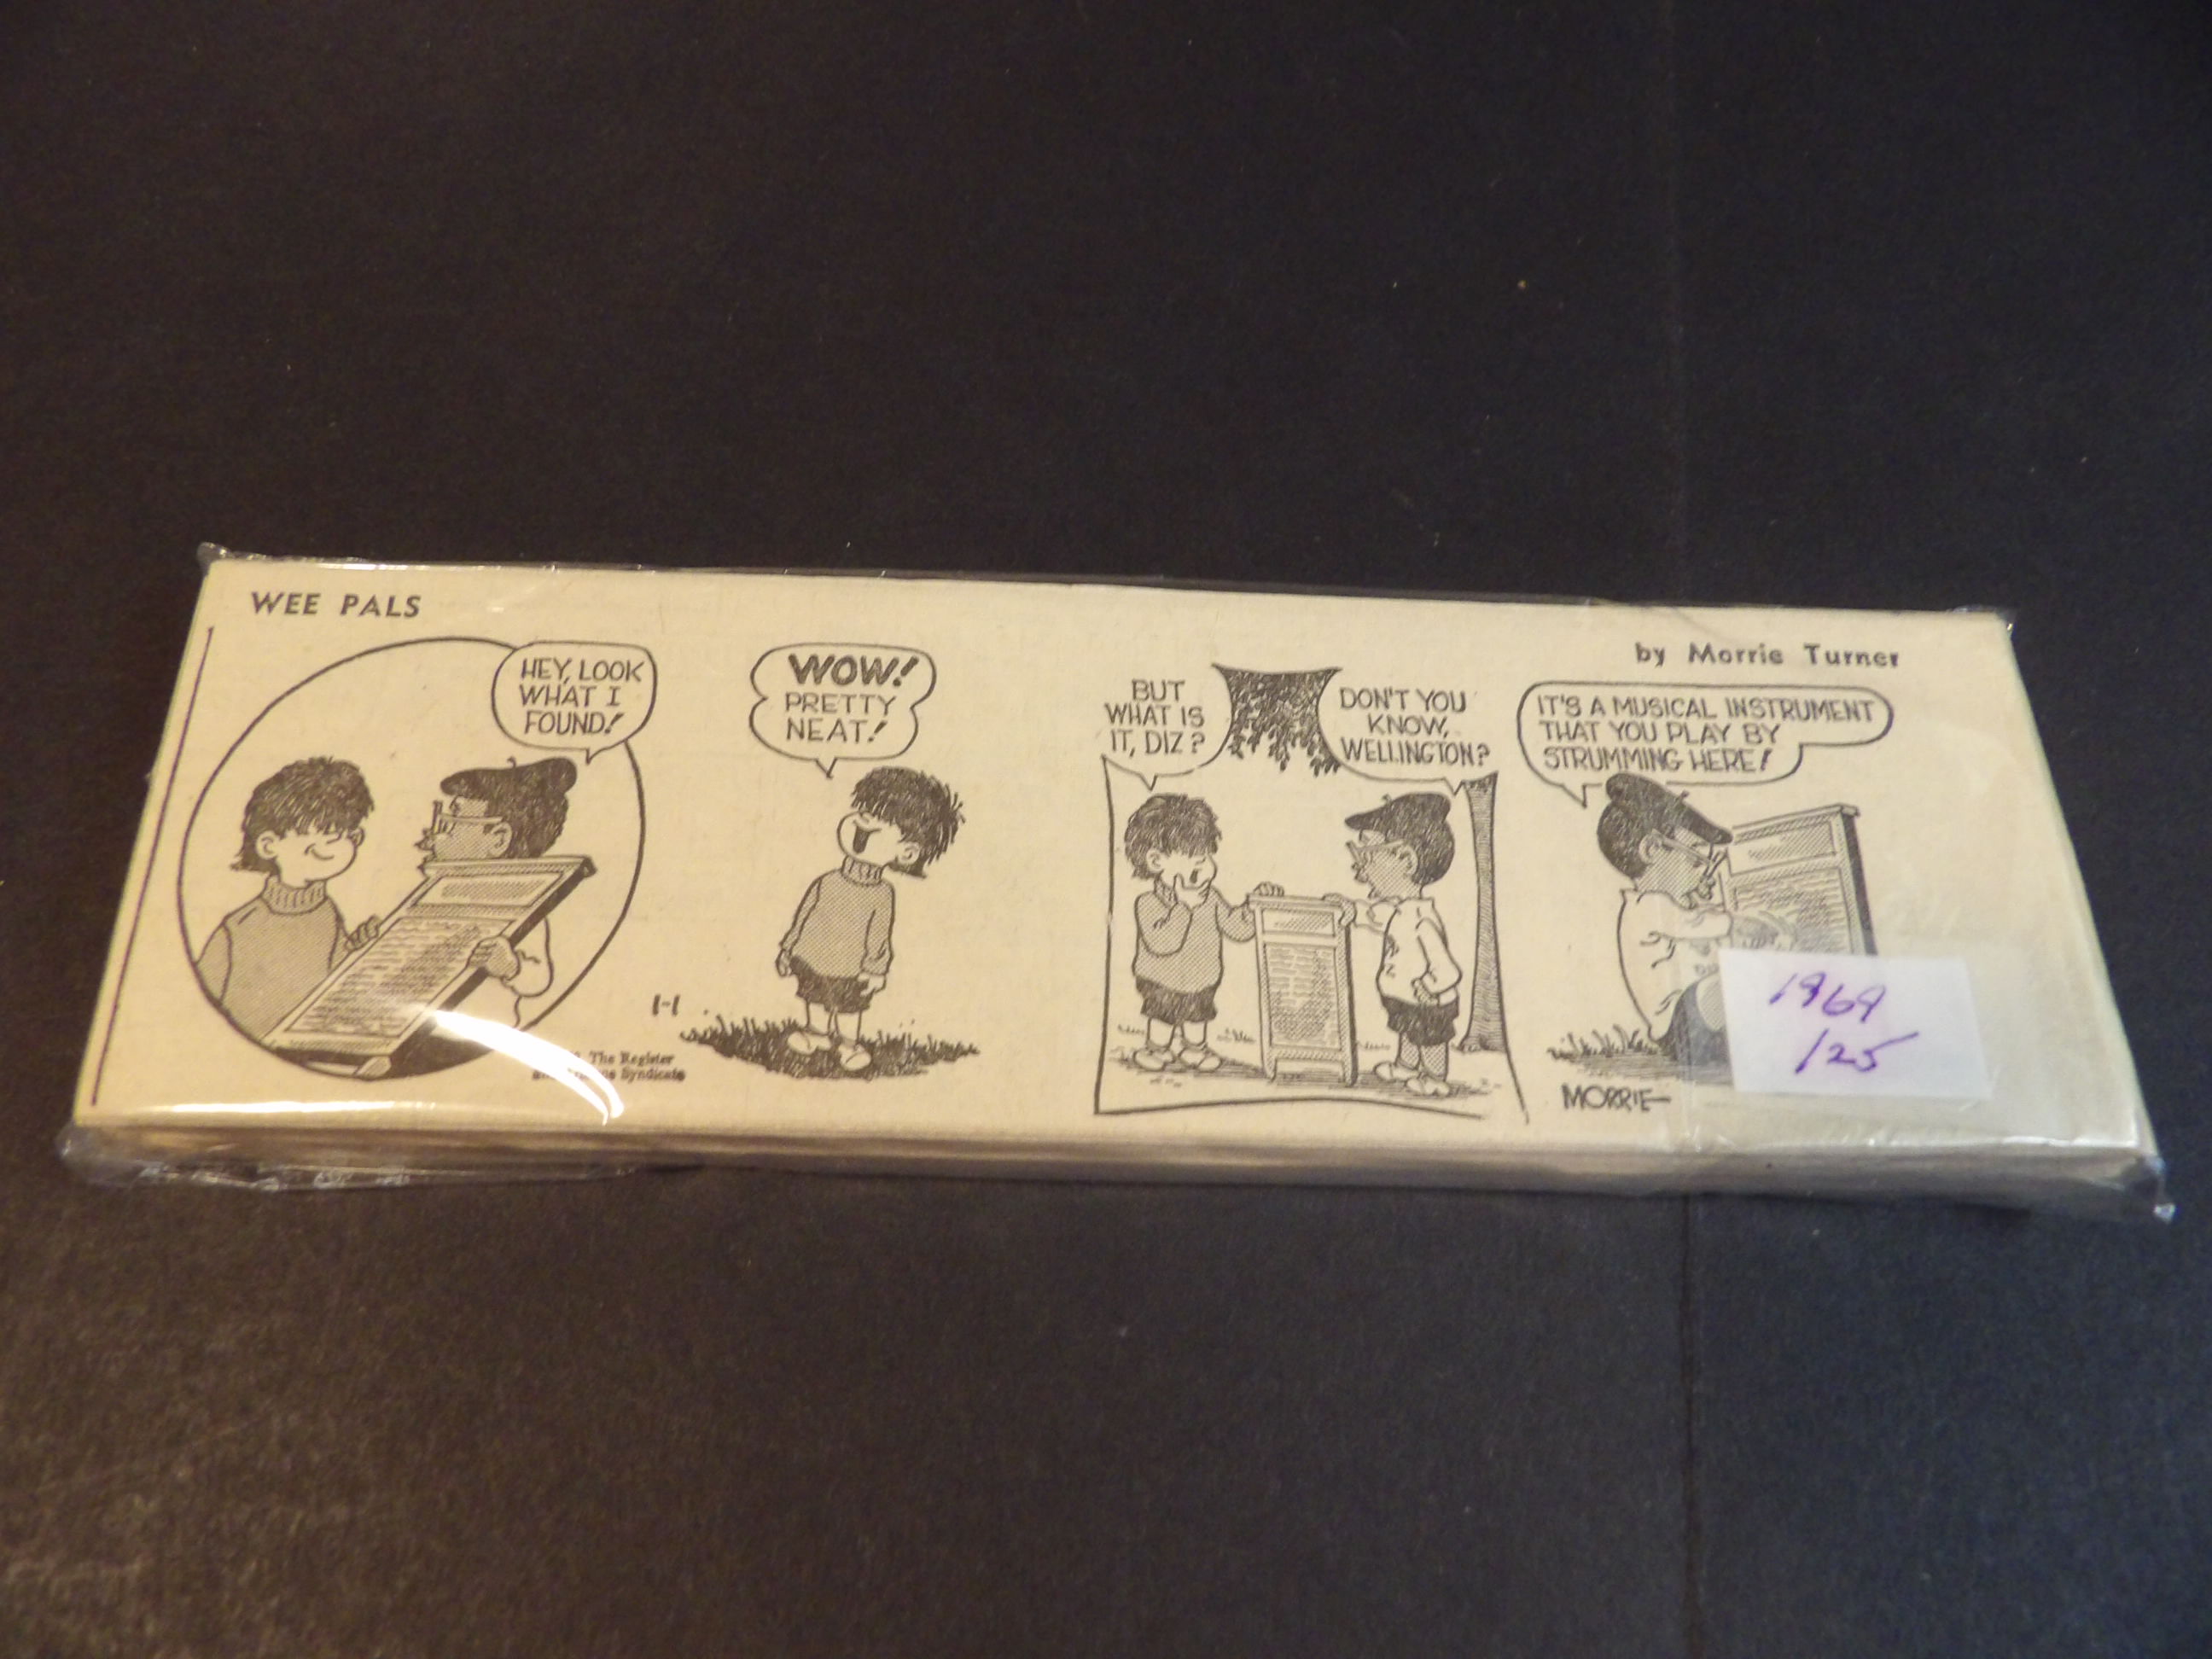 WEE PALS
by Morrie Turner
HEY, LOOK
WHAT I
FOUND!
WOW!
PRETTY
NEAT!
BUT
WHAT IS
IT, DIZ?
DON'T YOU
KNOW,
WELLINGTON?
IT'S A MUSICAL INSTRUMENT
THAT YOU PLAY BY
STRUMMING HERE!
1-1
The Register
Syndicate
MORRIE
1969
125